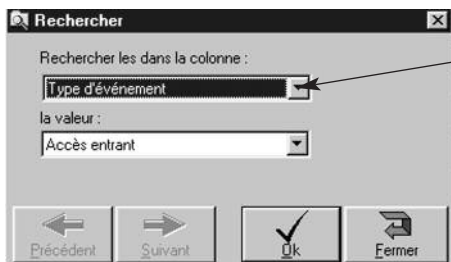 Rechercher
Rechercher les dans la colonne :
Type d'événement
la valeur :
Accès entrant
Précédent
Suivant
Ok
Fermer